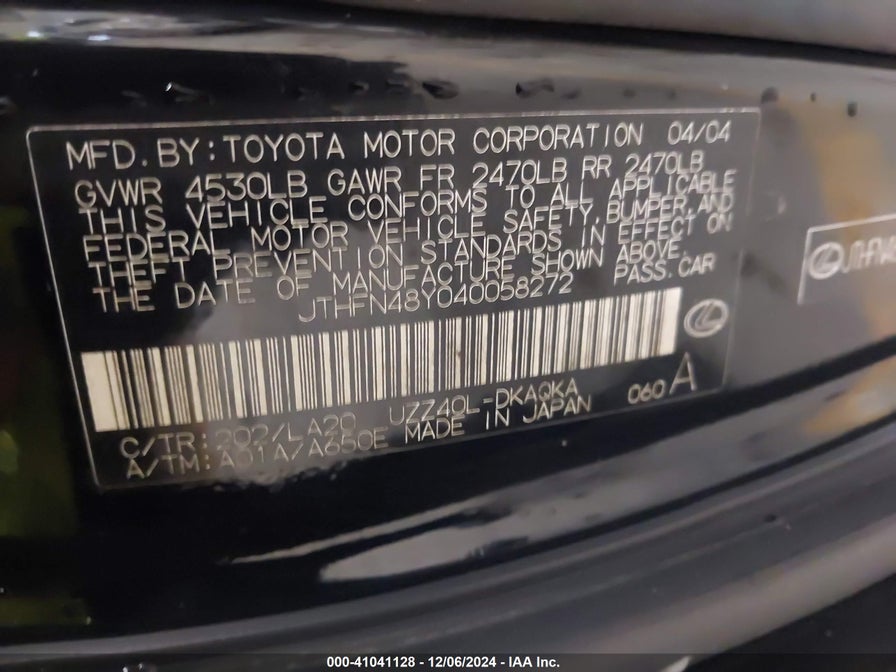 MFD. BY: TOYOTA MOTOR CORPORATION 04/04
GVWR 4530LB GAWR FR 2470LB RR 2470LB
THIS VEHICLE CONFORMS TO ALL APPLICABLE
FEDERAL MOTOR VEHICLE SAFETY, BUMPER, AND
THEFT PREVENTION STANDARDS IN EFFECT ON
THE DATE OF MANUFACTURE SHOWN ABOVE.
JTHFN48Y040058272 PASS. CAR
C/TR: 202/LA20 UZZ40L-DKAQKA 060 A
A/TM: A01A/A650E MADE IN JAPAN
000-41041128 - 12/06/2024 - IAA Inc.